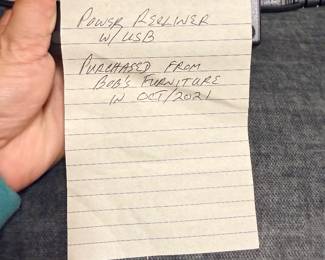 POWER RECLINER
W/ USB
PURCHASED FROM
BOB'S FURNITURE
IN OCT/2021